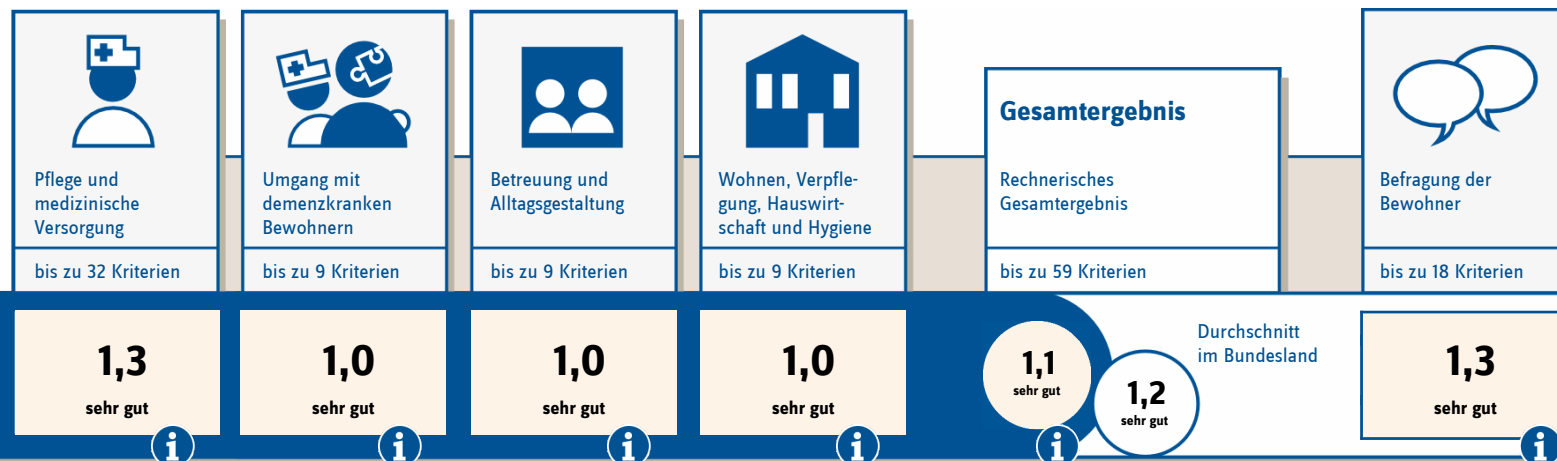 Pflege und
medizinische
Versorgung
bis zu 32 Kriterien
1,3
sehr gut
i
Umgang mit
demenzkranken
Bewohnern
bis zu 9 Kriterien
1,0
sehr gut
i
Betreuung und
Alltagsgestaltung
bis zu 9 Kriterien
1,0
sehr gut
i
Wohnen, Verpfle-
gung, Hauswirt-
schaft und Hygiene
bis zu 9 Kriterien
1,0
sehr gut
i
Gesamtergebnis
Rechnerisches
Gesamtergebnis
bis zu 59 Kriterien
1,1
sehr gut
i
Durchschnitt
im Bundesland
1,2
sehr gut
Befragung der
Bewohner
bis zu 18 Kriterien
1,3
sehr gut
i